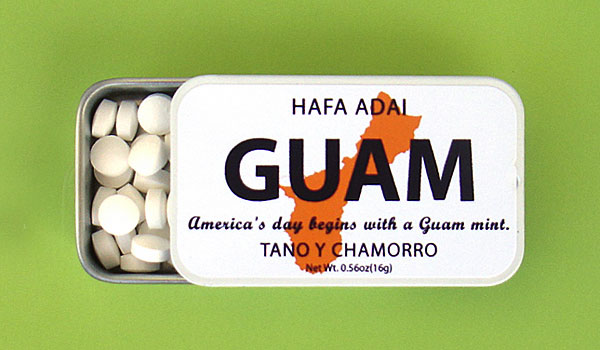 HAFA ADAI
GUAM
America's day begins with a Guam mint.
TANO Y CHAMORRO
Net Wt. 0.56oz(16g)